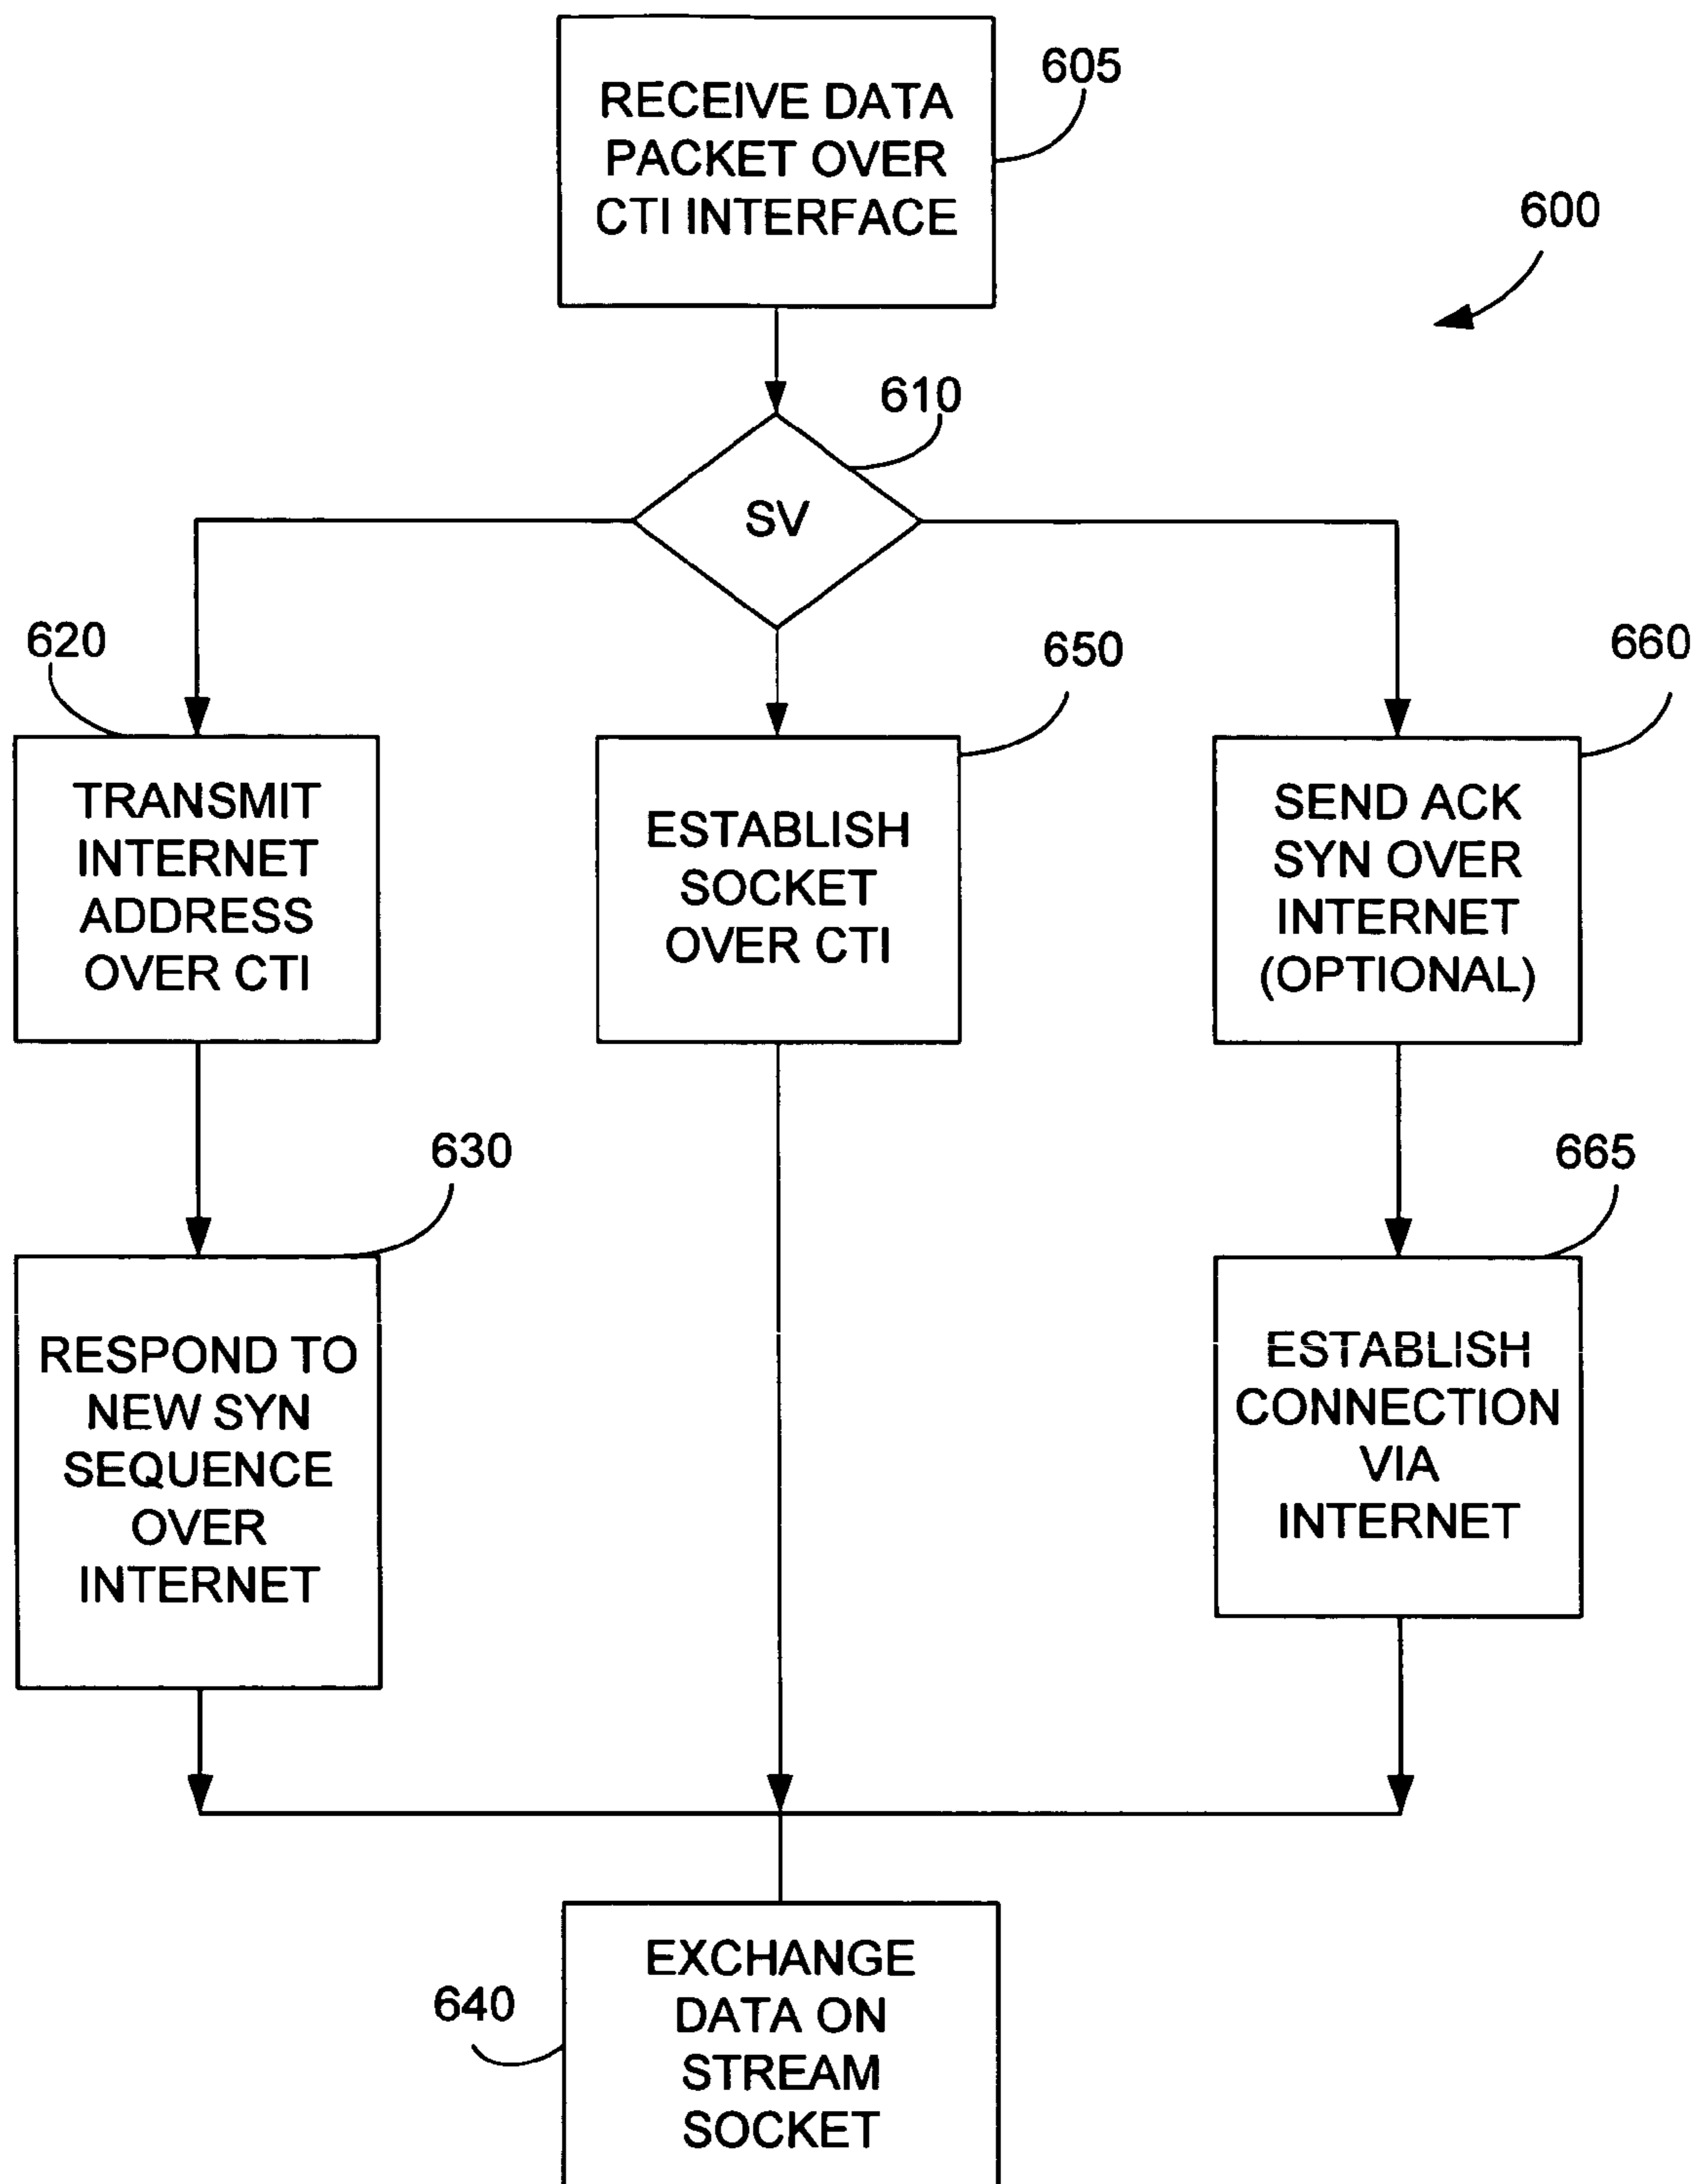 RECEIVE DATA
PACKET OVER
CTI INTERFACE
605
600
610
SV
620
650
660
TRANSMIT
INTERNET
ADDRESS
OVER CTI
ESTABLISH
SOCKET
OVER CTI
SEND ACK
SYN OVER
INTERNET
(OPTIONAL)
630
665
RESPOND TO
NEW SYN
SEQUENCE
OVER
INTERNET
ESTABLISH
CONNECTION
VIA
INTERNET
640
EXCHANGE
DATA ON
STREAM
SOCKET